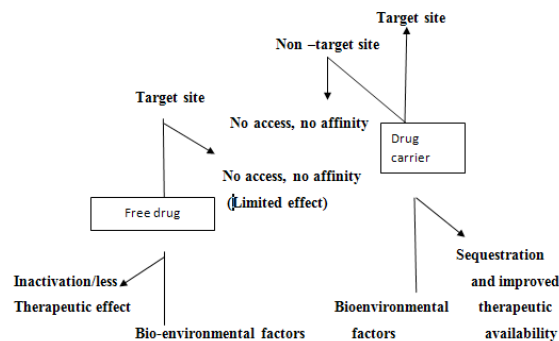 Target site
Non –target site
Target site
No access, no affinity
Drug
carrier
No access, no affinity
(Limited effect)
Free drug
Inactivation/less
Therapeutic effect
Bio-environmental factors
Bioenvironmental
factors
Sequestration
and improved
therapeutic
availability